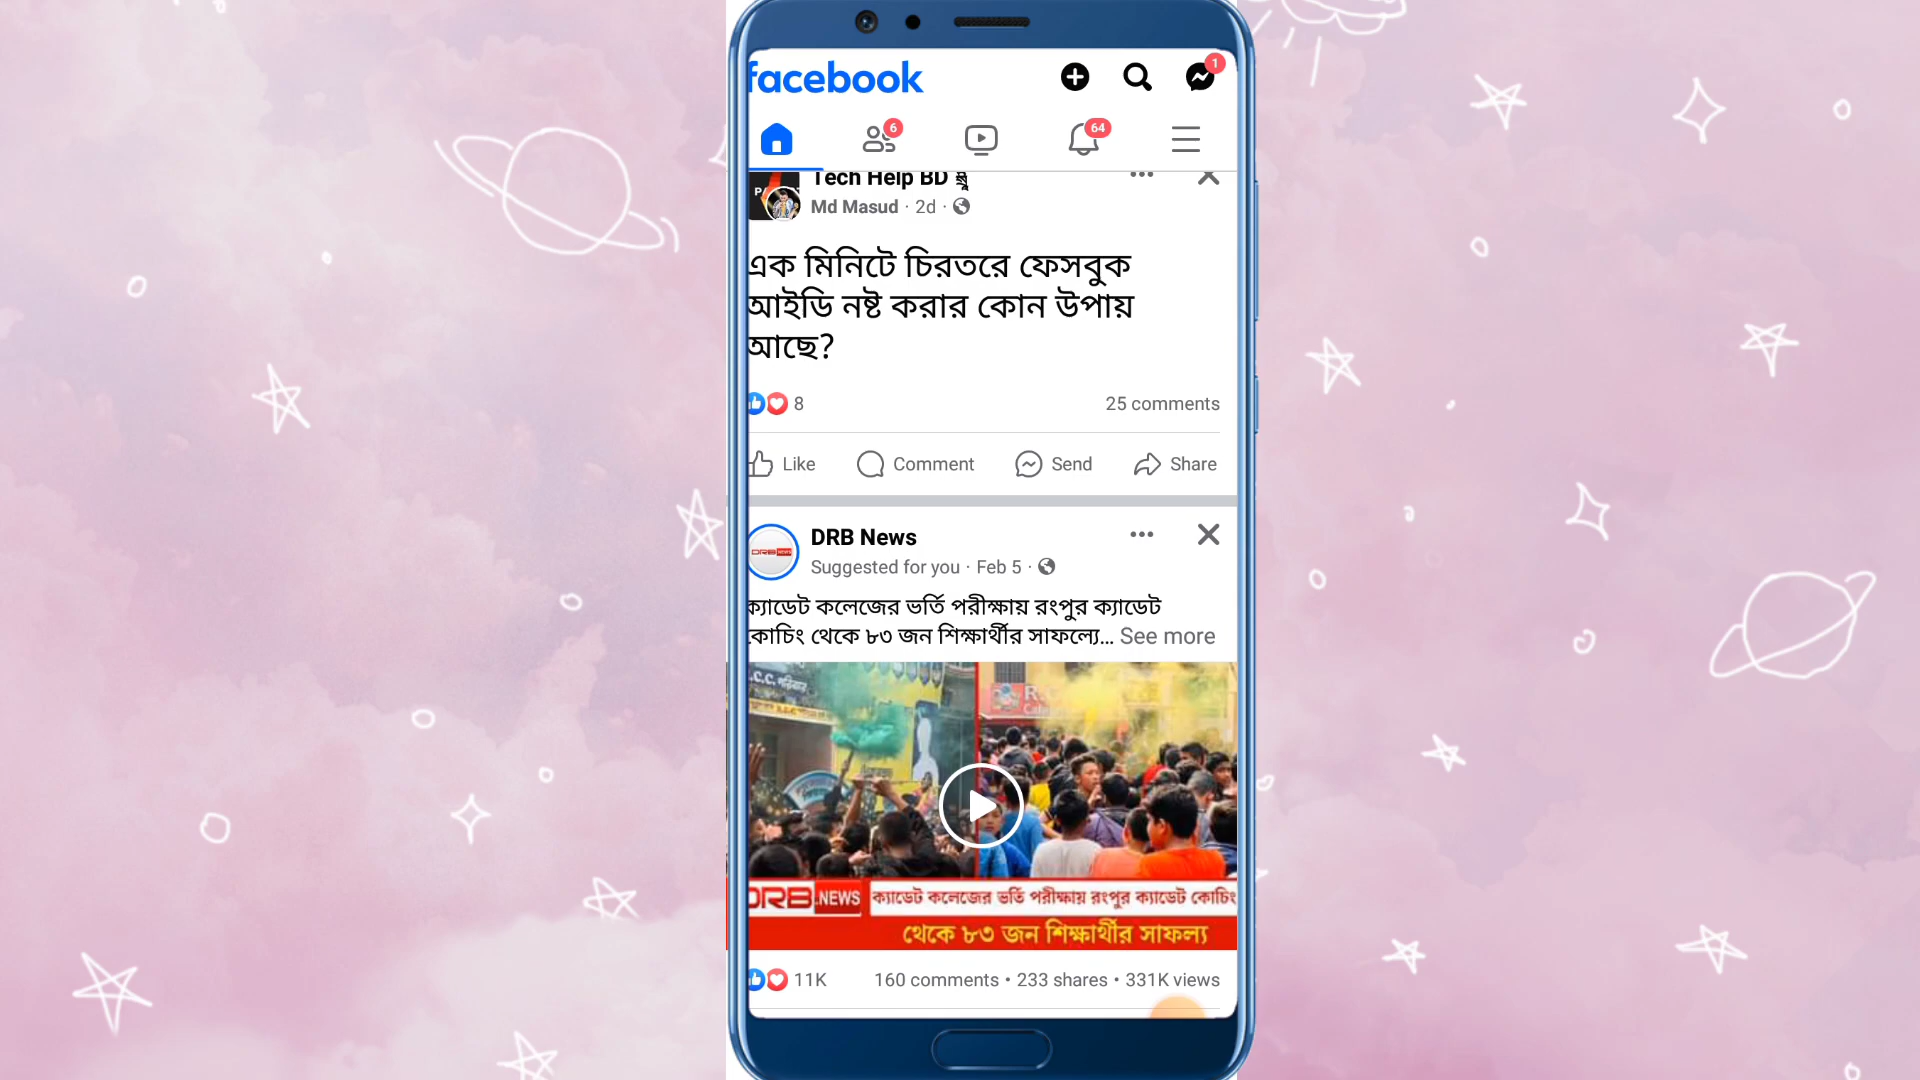 facebook
1
6
64
Tech Help BD
Md Masud · 2d ·
এক মিনিটে চিরতরে ফেসবুক
আইডি নষ্ট করার কোন উপায়
আছে?
8
25 comments
Like
Comment
Send
Share
DRB News
Suggested for you · Feb 5 ·
ক্যাডেট কলেজের ভর্তি পরীক্ষায় রংপুর ক্যাডেট
কোচিং থেকে ৮৩ জন শিক্ষার্থীর সাফল্যে... See more
.C.C. পরিবার
DRB NEWS ক্যাডেট কলেজের ভর্তি পরীক্ষায় রংপুর ক্যাডেট কোচিং
থেকে ৮৩ জন শিক্ষার্থীর সাফল্য
11K
160 comments • 233 shares • 331K views